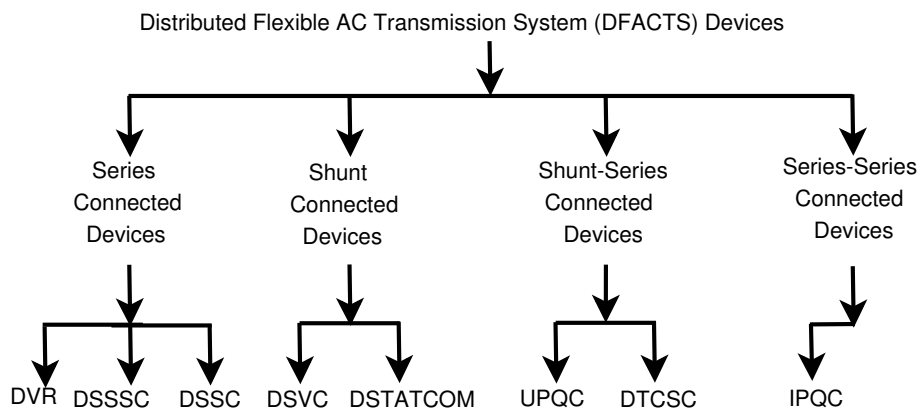 Distributed Flexible AC Transmission System (DFACTS) Devices
Series
Connected
Devices
Shunt
Connected
Devices
Shunt-Series
Connected
Devices
Series-Series
Connected
Devices
DVR
DSSSC
DSSC
DSVC
DSTATCOM
UPQC
DTCSC
IPQC